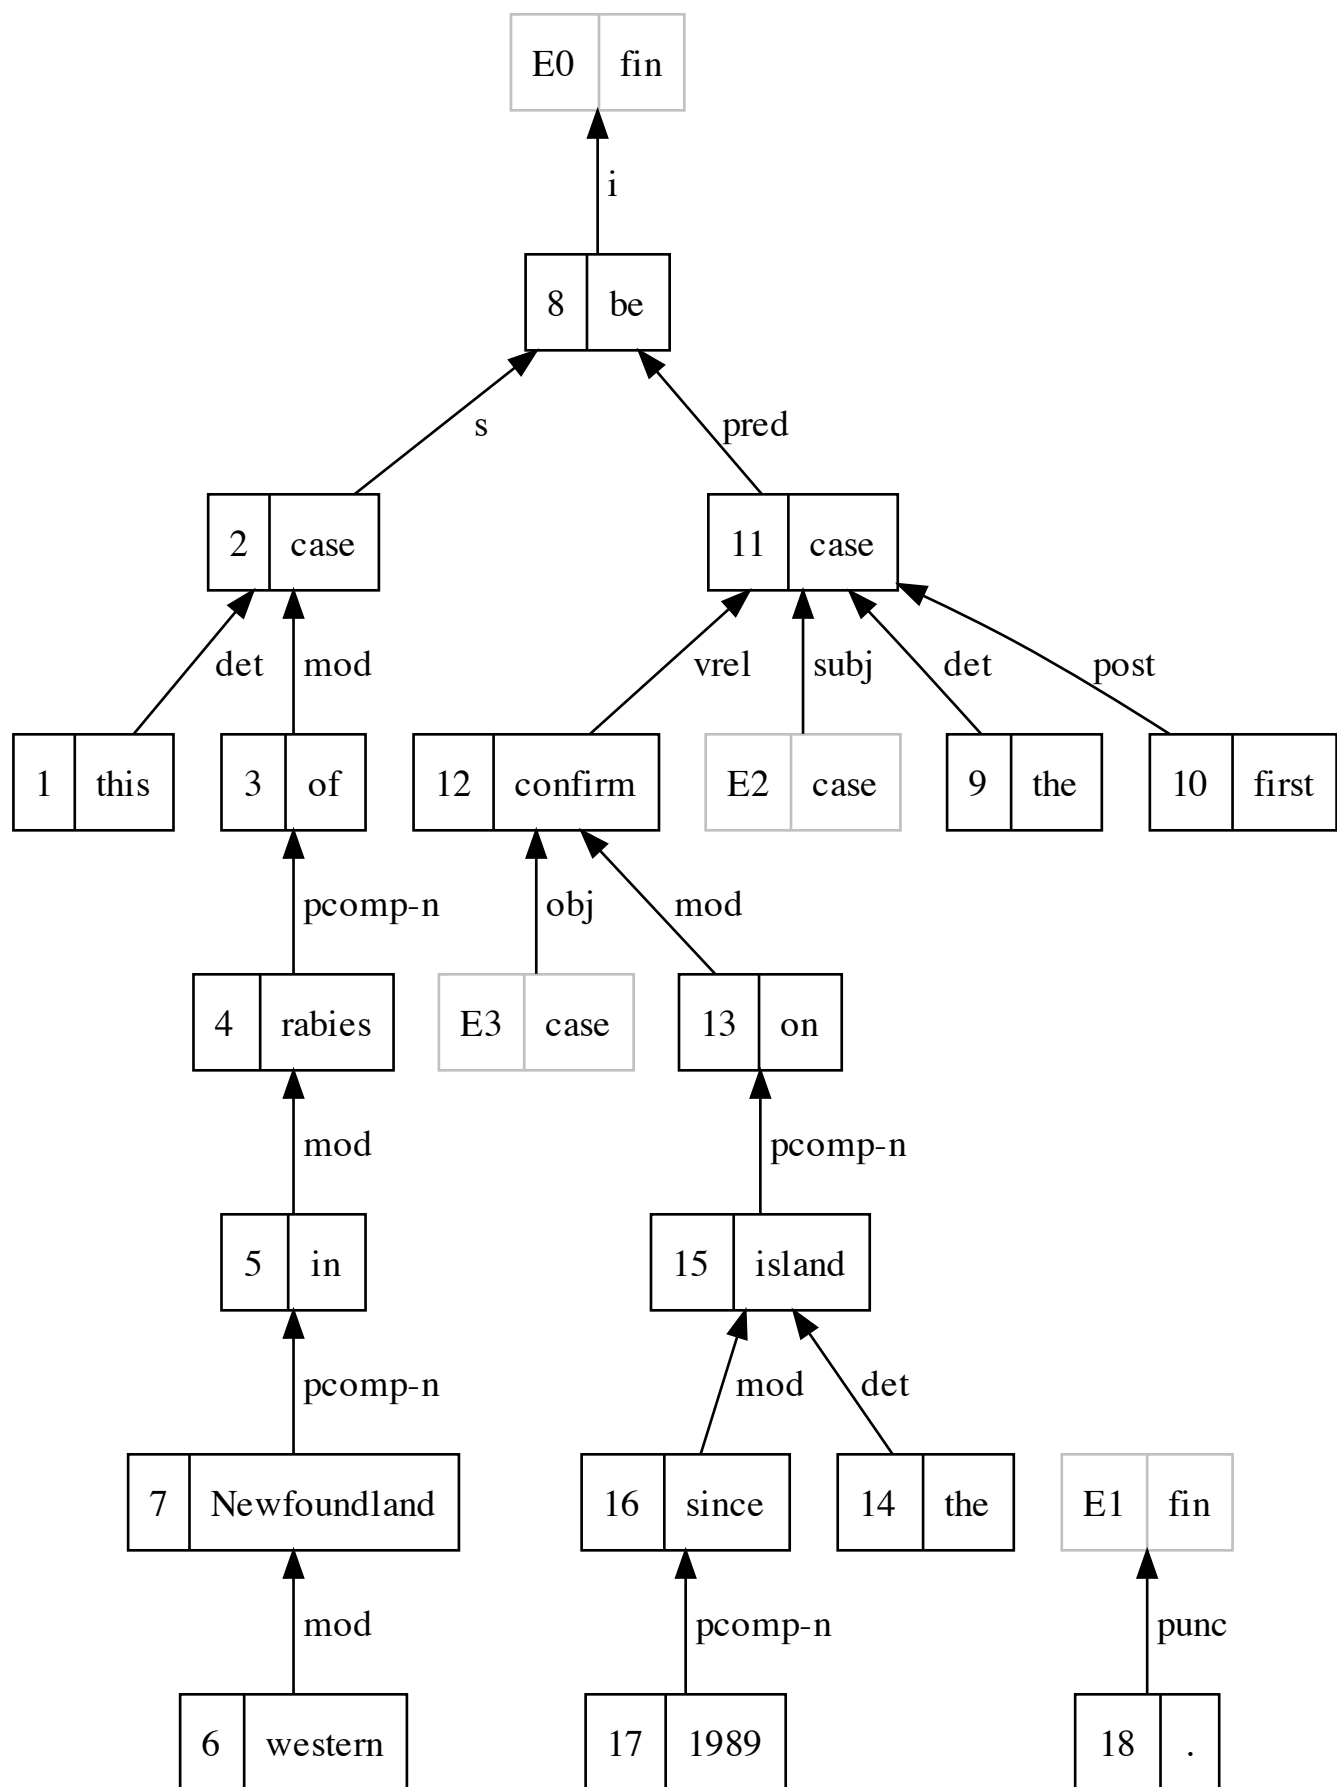 E0 fin
i
8 be
s pred
2 case 11 case
det mod vrel subj det post
1 this 3 of 12 confirm E2 case 9 the 10 first
pcomp-n obj mod
4 rabies E3 case 13 on
mod pcomp-n
5 in 15 island
pcomp-n mod det
7 Newfoundland 16 since 14 the E1 fin
mod pcomp-n punc
6 western 17 1989 18 .